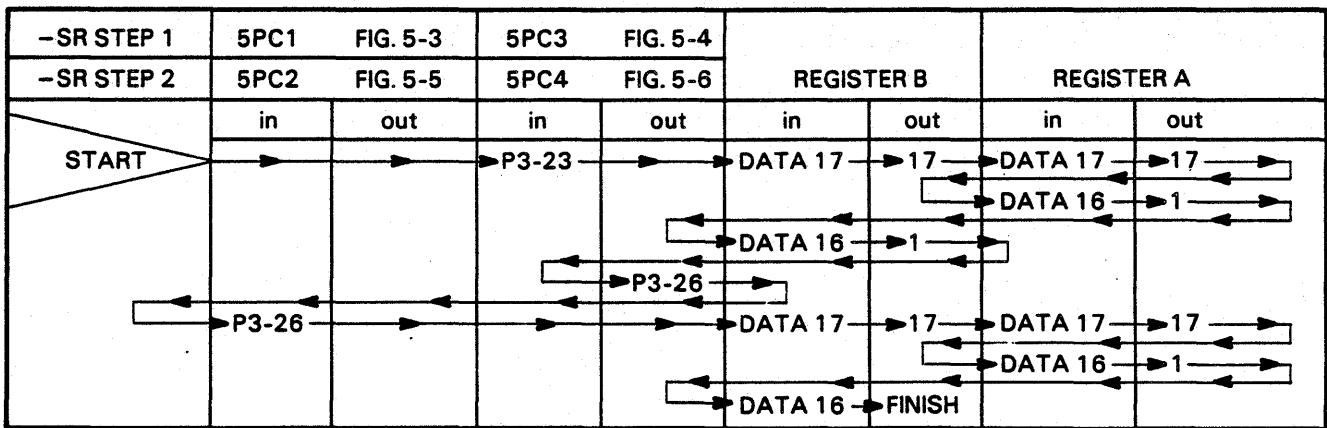 –SR STEP 1 5PC1 FIG. 5-3 5PC3 FIG. 5-4
–SR STEP 2 5PC2 FIG. 5-5 5PC4 FIG. 5-6 REGISTER B REGISTER A
in out in out in out in out
START P3-23 DATA 17 17 DATA 17 17
DATA 16 1
DATA 16 1
P3-26
P3-26 DATA 17 17 DATA 17 17
DATA 16 1
DATA 16 FINISH